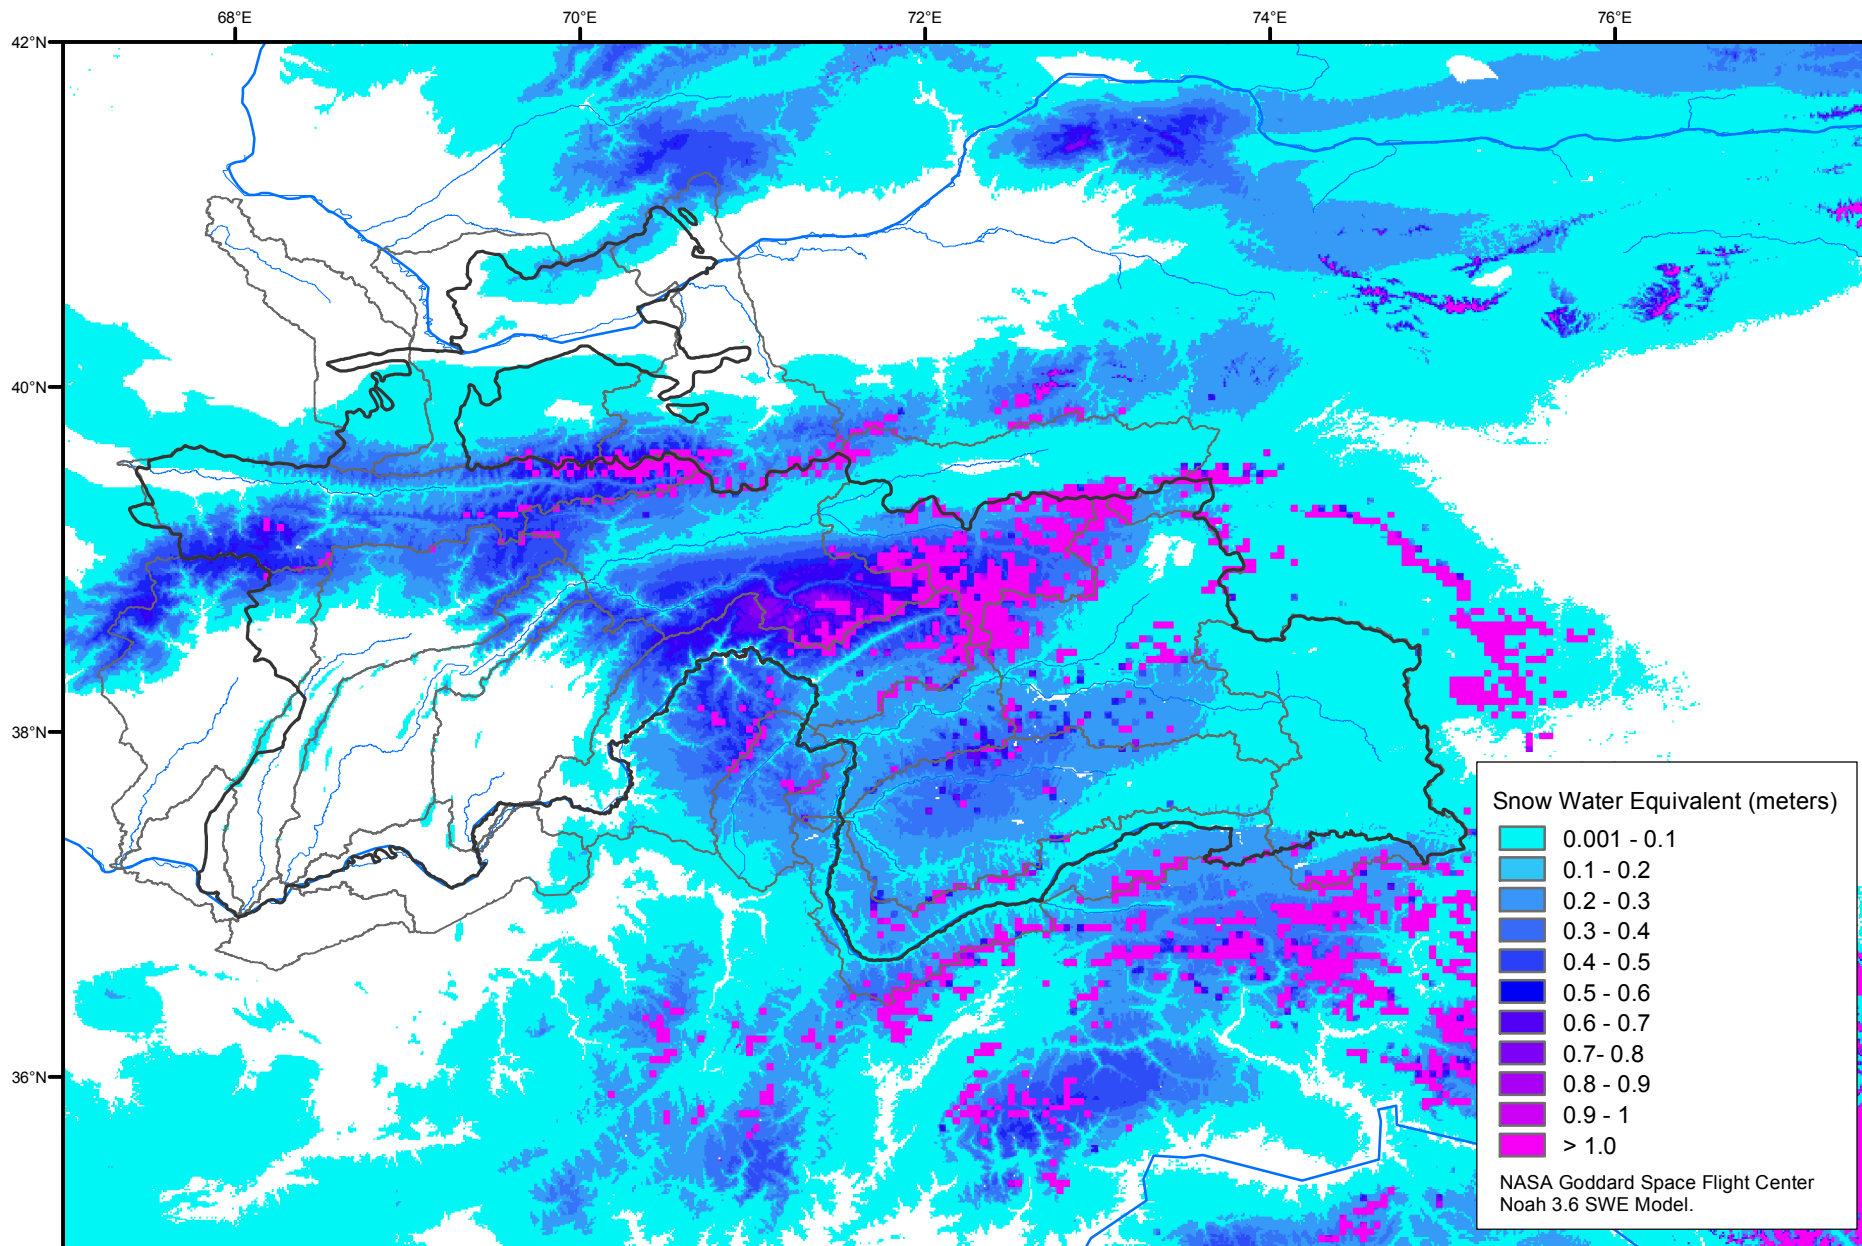 68°E
70°E
72°E
74°E
76°E
42°N
40°N
38°N
36°N
Snow Water Equivalent (meters)
0.001 - 0.1
0.1 - 0.2
0.2 - 0.3
0.3 - 0.4
0.4 - 0.5
0.5 - 0.6
0.6 - 0.7
0.7- 0.8
0.8 - 0.9
0.9 - 1
> 1.0
NASA Goddard Space Flight Center
Noah 3.6 SWE Model.